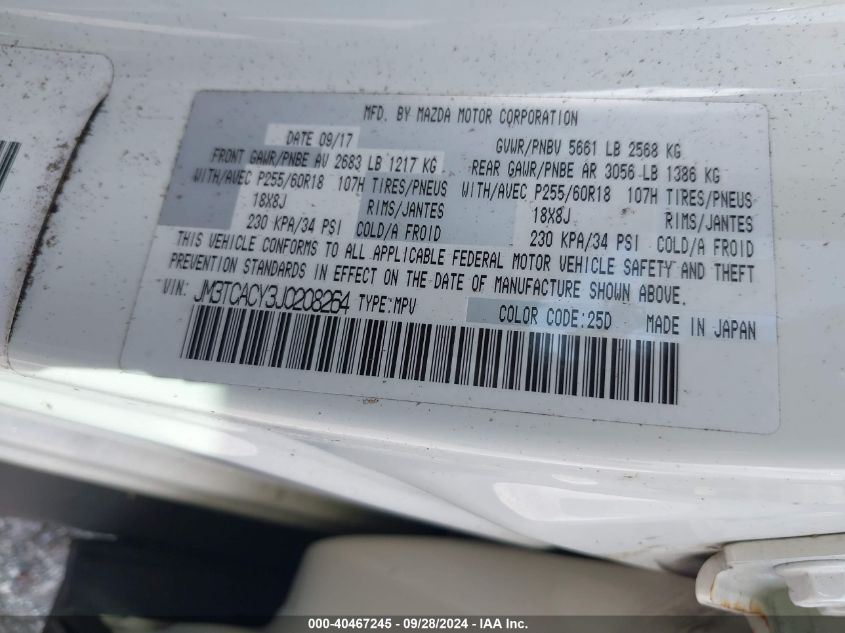 MFD. BY MAZDA MOTOR CORPORATION
DATE 09/17 GVWR/PNBV 5661 LB 2568 KG
FRONT GAWR/PNBE AV 2683 LB 1217 KG REAR GAWR/PNBE AR 3056 LB 1386 KG
WITH/AVEC P255/60R18 107H TIRES/PNEUS WITH/AVEC P255/60R18 107H TIRES/PNEUS
18X8J RIMS/JANTES 18X8J RIMS/JANTES
230 KPA/34 PSI COLD/A FROID 230 KPA/34 PSI COLD/A FROID
THIS VEHICLE CONFORMS TO ALL APPLICABLE FEDERAL MOTOR VEHICLE SAFETY AND THEFT
PREVENTION STANDARDS IN EFFECT ON THE DATE OF MANUFACTURE SHOWN ABOVE.
VIN: JM3TCACY3J0208264 TYPE:MPV COLOR CODE:25D MADE IN JAPAN
000-40467245 - 09/28/2024 - IAA Inc.